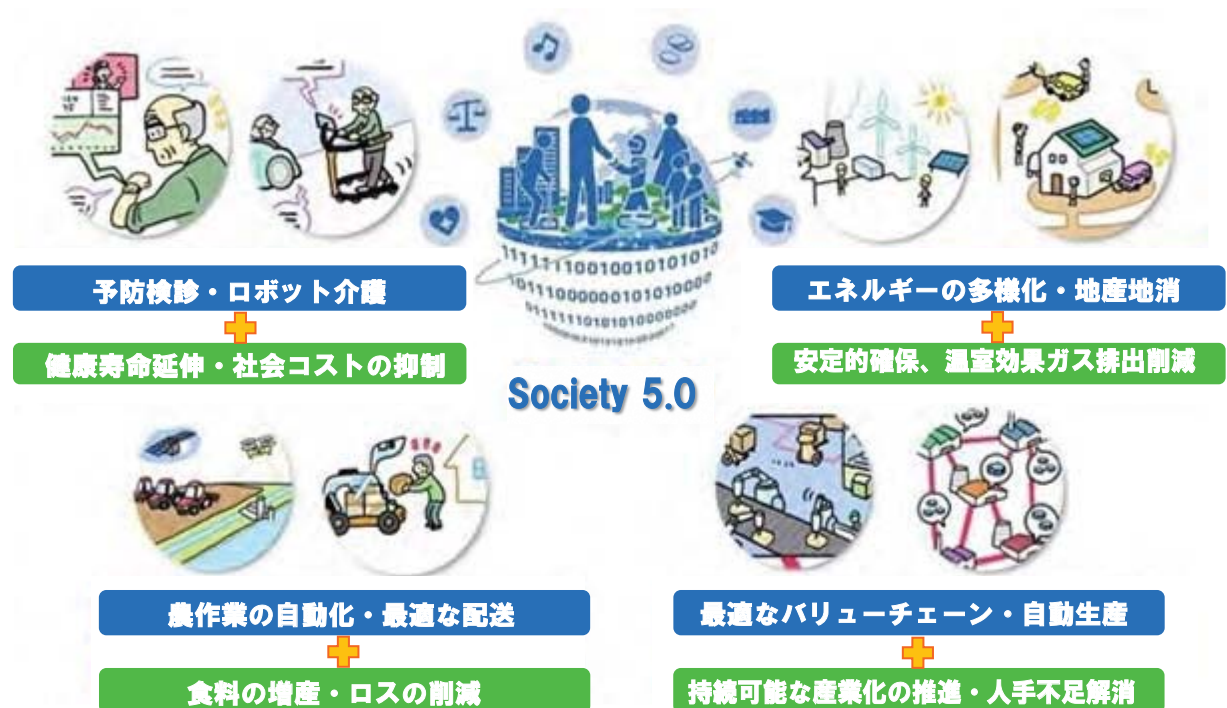 予防検診・ロボット介護
健康寿命延伸・社会コストの抑制
エネルギーの多様化・地産地消
安定的確保、温室効果ガス排出削減
Society 5.0
農作業の自動化・最適な配送
食料の増産・ロスの削減
最適なバリューチェーン・自動生産
持続可能な産業化の推進・人手不足解消